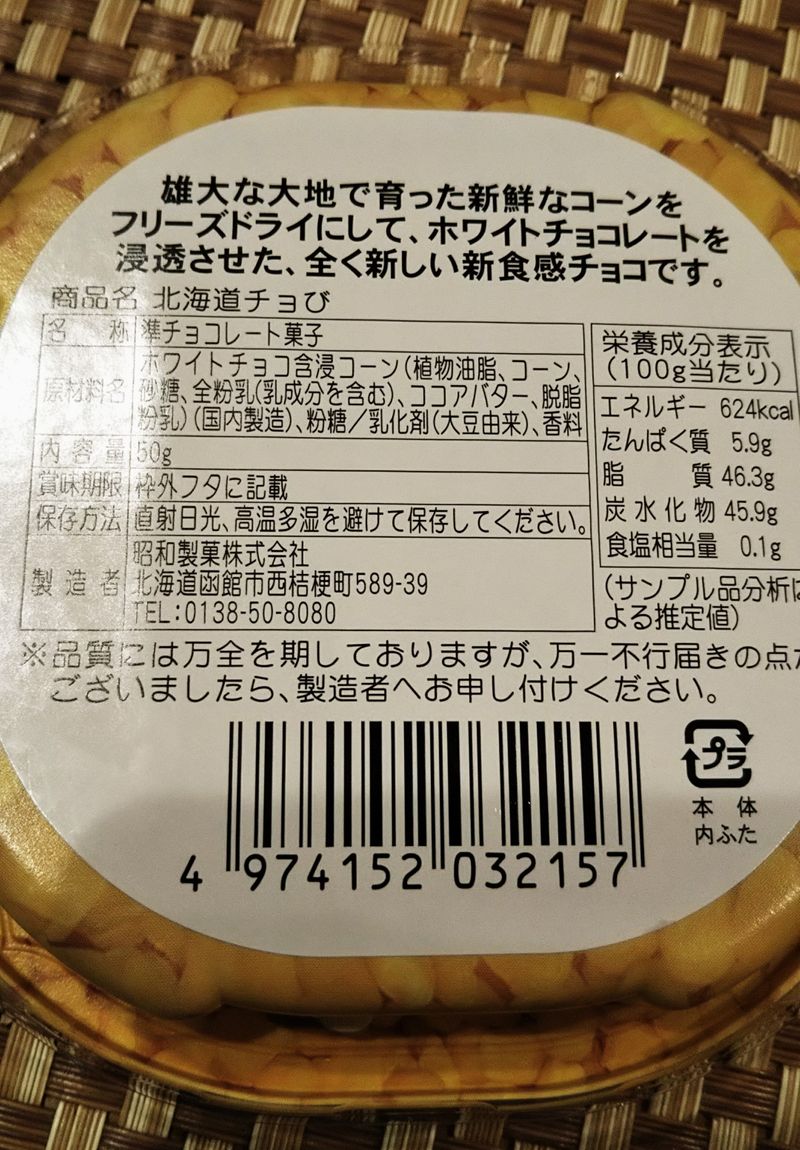 雄大な大地で育った新鮮なコーンを
フリーズドライにして、ホワイトチョコレートを
浸透させた、全く新しい新食感チョコです。
商品名 北海道チョび
名称 準チョコレート菓子
原材料名 ホワイトチョコ含浸コーン(植物油脂、コーン、
砂糖、全粉乳(乳成分を含む)、ココアバター、脱脂
粉乳)(国内製造)、粉糖/乳化剤(大豆由来)、香料
内容量 50g
賞味期限 枠外フタに記載
保存方法 直射日光、高温多湿を避けて保存してください。
製造者 昭和製菓株式会社
北海道函館市西桔梗町589-39
TEL:0138-50-8080
栄養成分表示
(100g当たり)
エネルギー 624kcal
たんぱく質 5.9g
脂質 46.3g
炭水化物 45.9g
食塩相当量 0.1g
(サンプル品分析に
よる推定値)
※品質には万全を期しておりますが、万一不行届きの点が
ございましたら、製造者へお申し付けください。
4 974152 032157
プラ
本体
内ふた